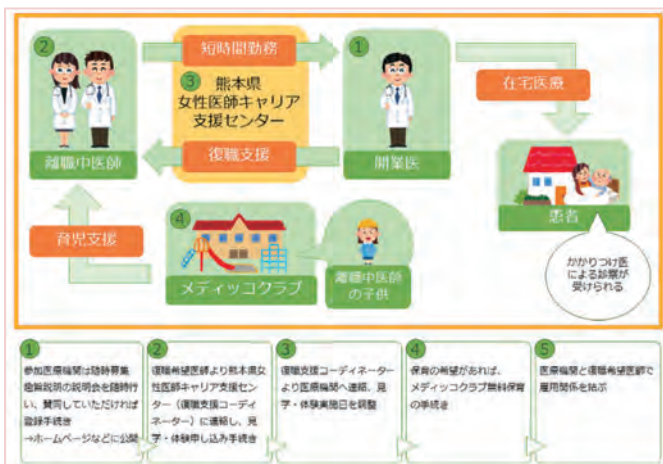 ② 短時間勤務 ①
③ 熊本県
女性医師キャリア
支援センター
在宅医療
離職中医師
復職支援
開業医
④
患者
育児支援
メディッコクラブ
離職中医師
の子供
かかりつけ医
による診察が
受けられる
①
参加医療機関は随時募集
趣旨説明の説明会を随時行
い、賛同していただければ
登録手続き
→ホームページなどに公開
②
復職希望医師より熊本県女
性医師キャリア支援セン
ター（復職支援コーディ
ネーター）に連絡し、見
学・体験申し込み手続き
③
復職支援コーディネーター
より医療機関へ連絡、見
学・体験実施日を調整
④
保育の希望があれば、
メディッコクラブ無料保育
の手続き
⑤
医療機関と復職希望医師で
雇用関係を結ぶ